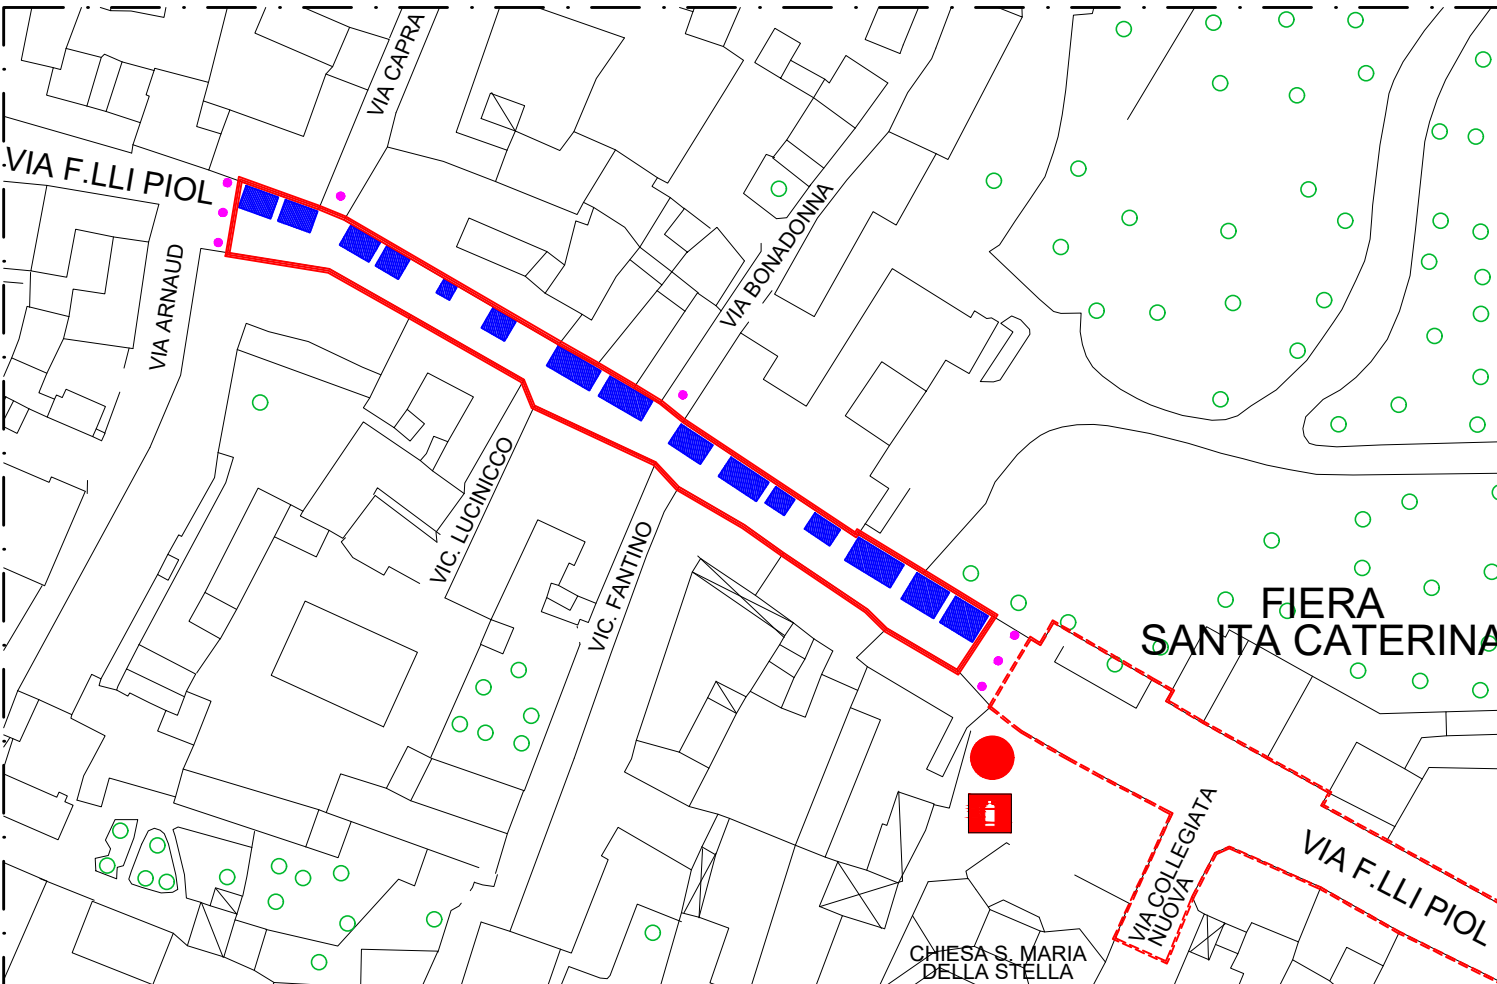 VIA CAPRA
VIA F.LLI PIOL
VIA ARNAUD
VIA BONADONNA
VIC. LUCINICCO
VIC. FANTINO
FIERA
SANTA CATERINA
VIA COLLEGIATA
NUOVA
VIA F.LLI PIOL
CHIESA S. MARIA
DELLA STELLA